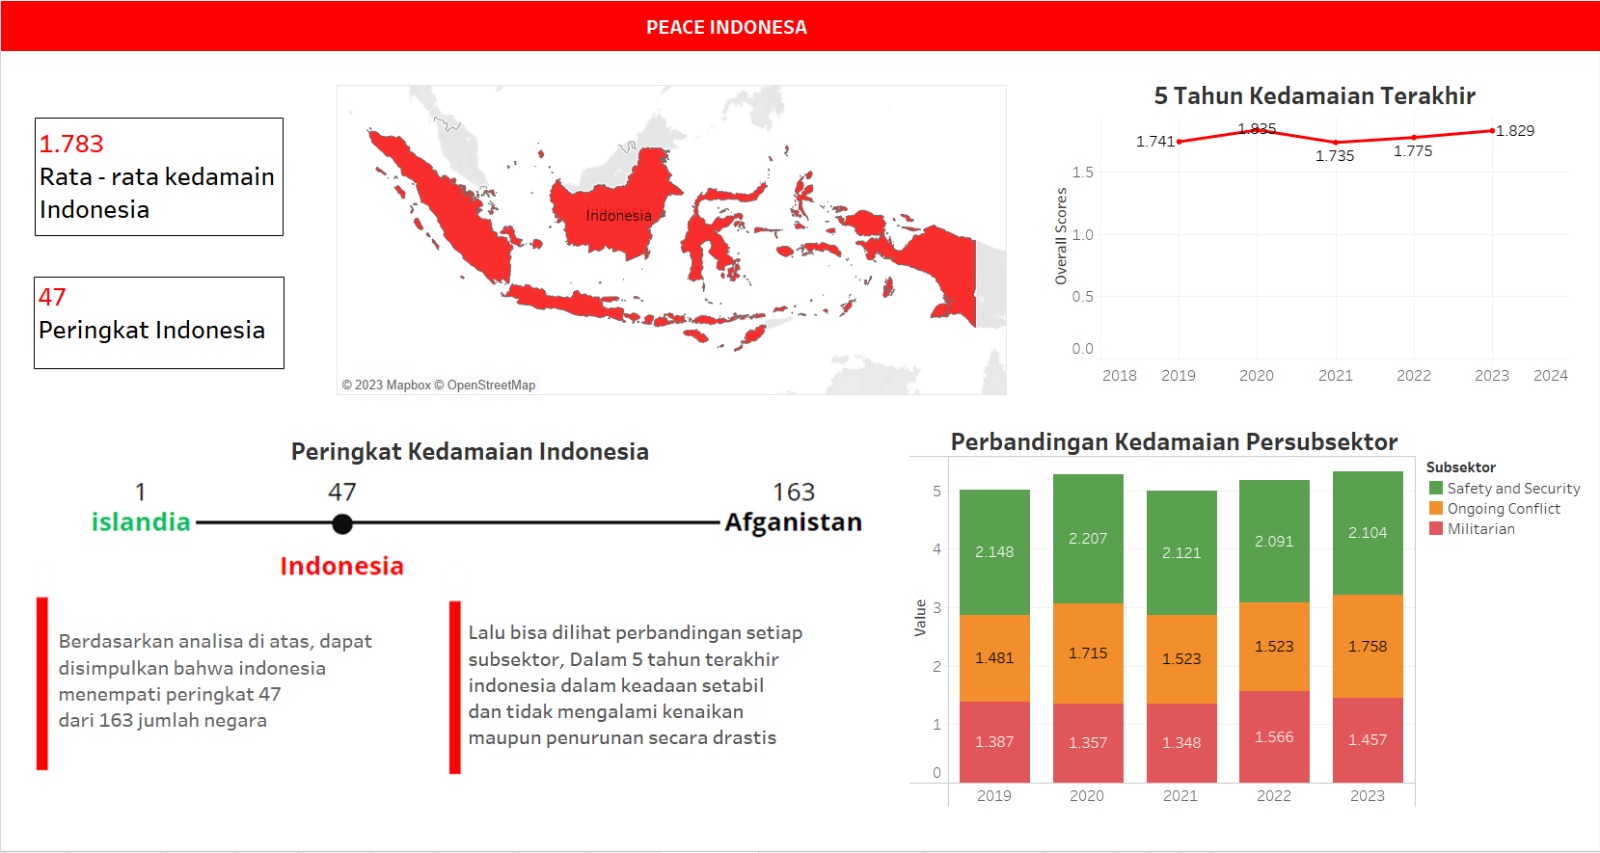 PEACE INDONESA
1.783
Rata - rata kedamain
Indonesia
47
Peringkat Indonesia
Indonesia
© 2023 Mapbox © OpenStreetMap
5 Tahun Kedamaian Terakhir
Overall Scores
1.5
1.0
0.5
0.0
1.741
1.835
1.735
1.775
1.829
2018
2019
2020
2021
2022
2023
2024
Peringkat Kedamaian Indonesia
1
47
163
islandia
Afganistan
Indonesia
Berdasarkan analisa di atas, dapat
disimpulkan bahwa indonesia
menempati peringkat 47
dari 163 jumlah negara
Lalu bisa dilihat perbandingan setiap
subsektor, Dalam 5 tahun terakhir
indonesia dalam keadaan setabil
dan tidak mengalami kenaikan
maupun penurunan secara drastis
Perbandingan Kedamaian Persubsektor
Value
5
4
3
2
1
0
2.148
2.207
2.121
2.091
2.104
1.481
1.715
1.523
1.523
1.758
1.387
1.357
1.348
1.566
1.457
2019
2020
2021
2022
2023
Subsektor
Safety and Security
Ongoing Conflict
Militarian